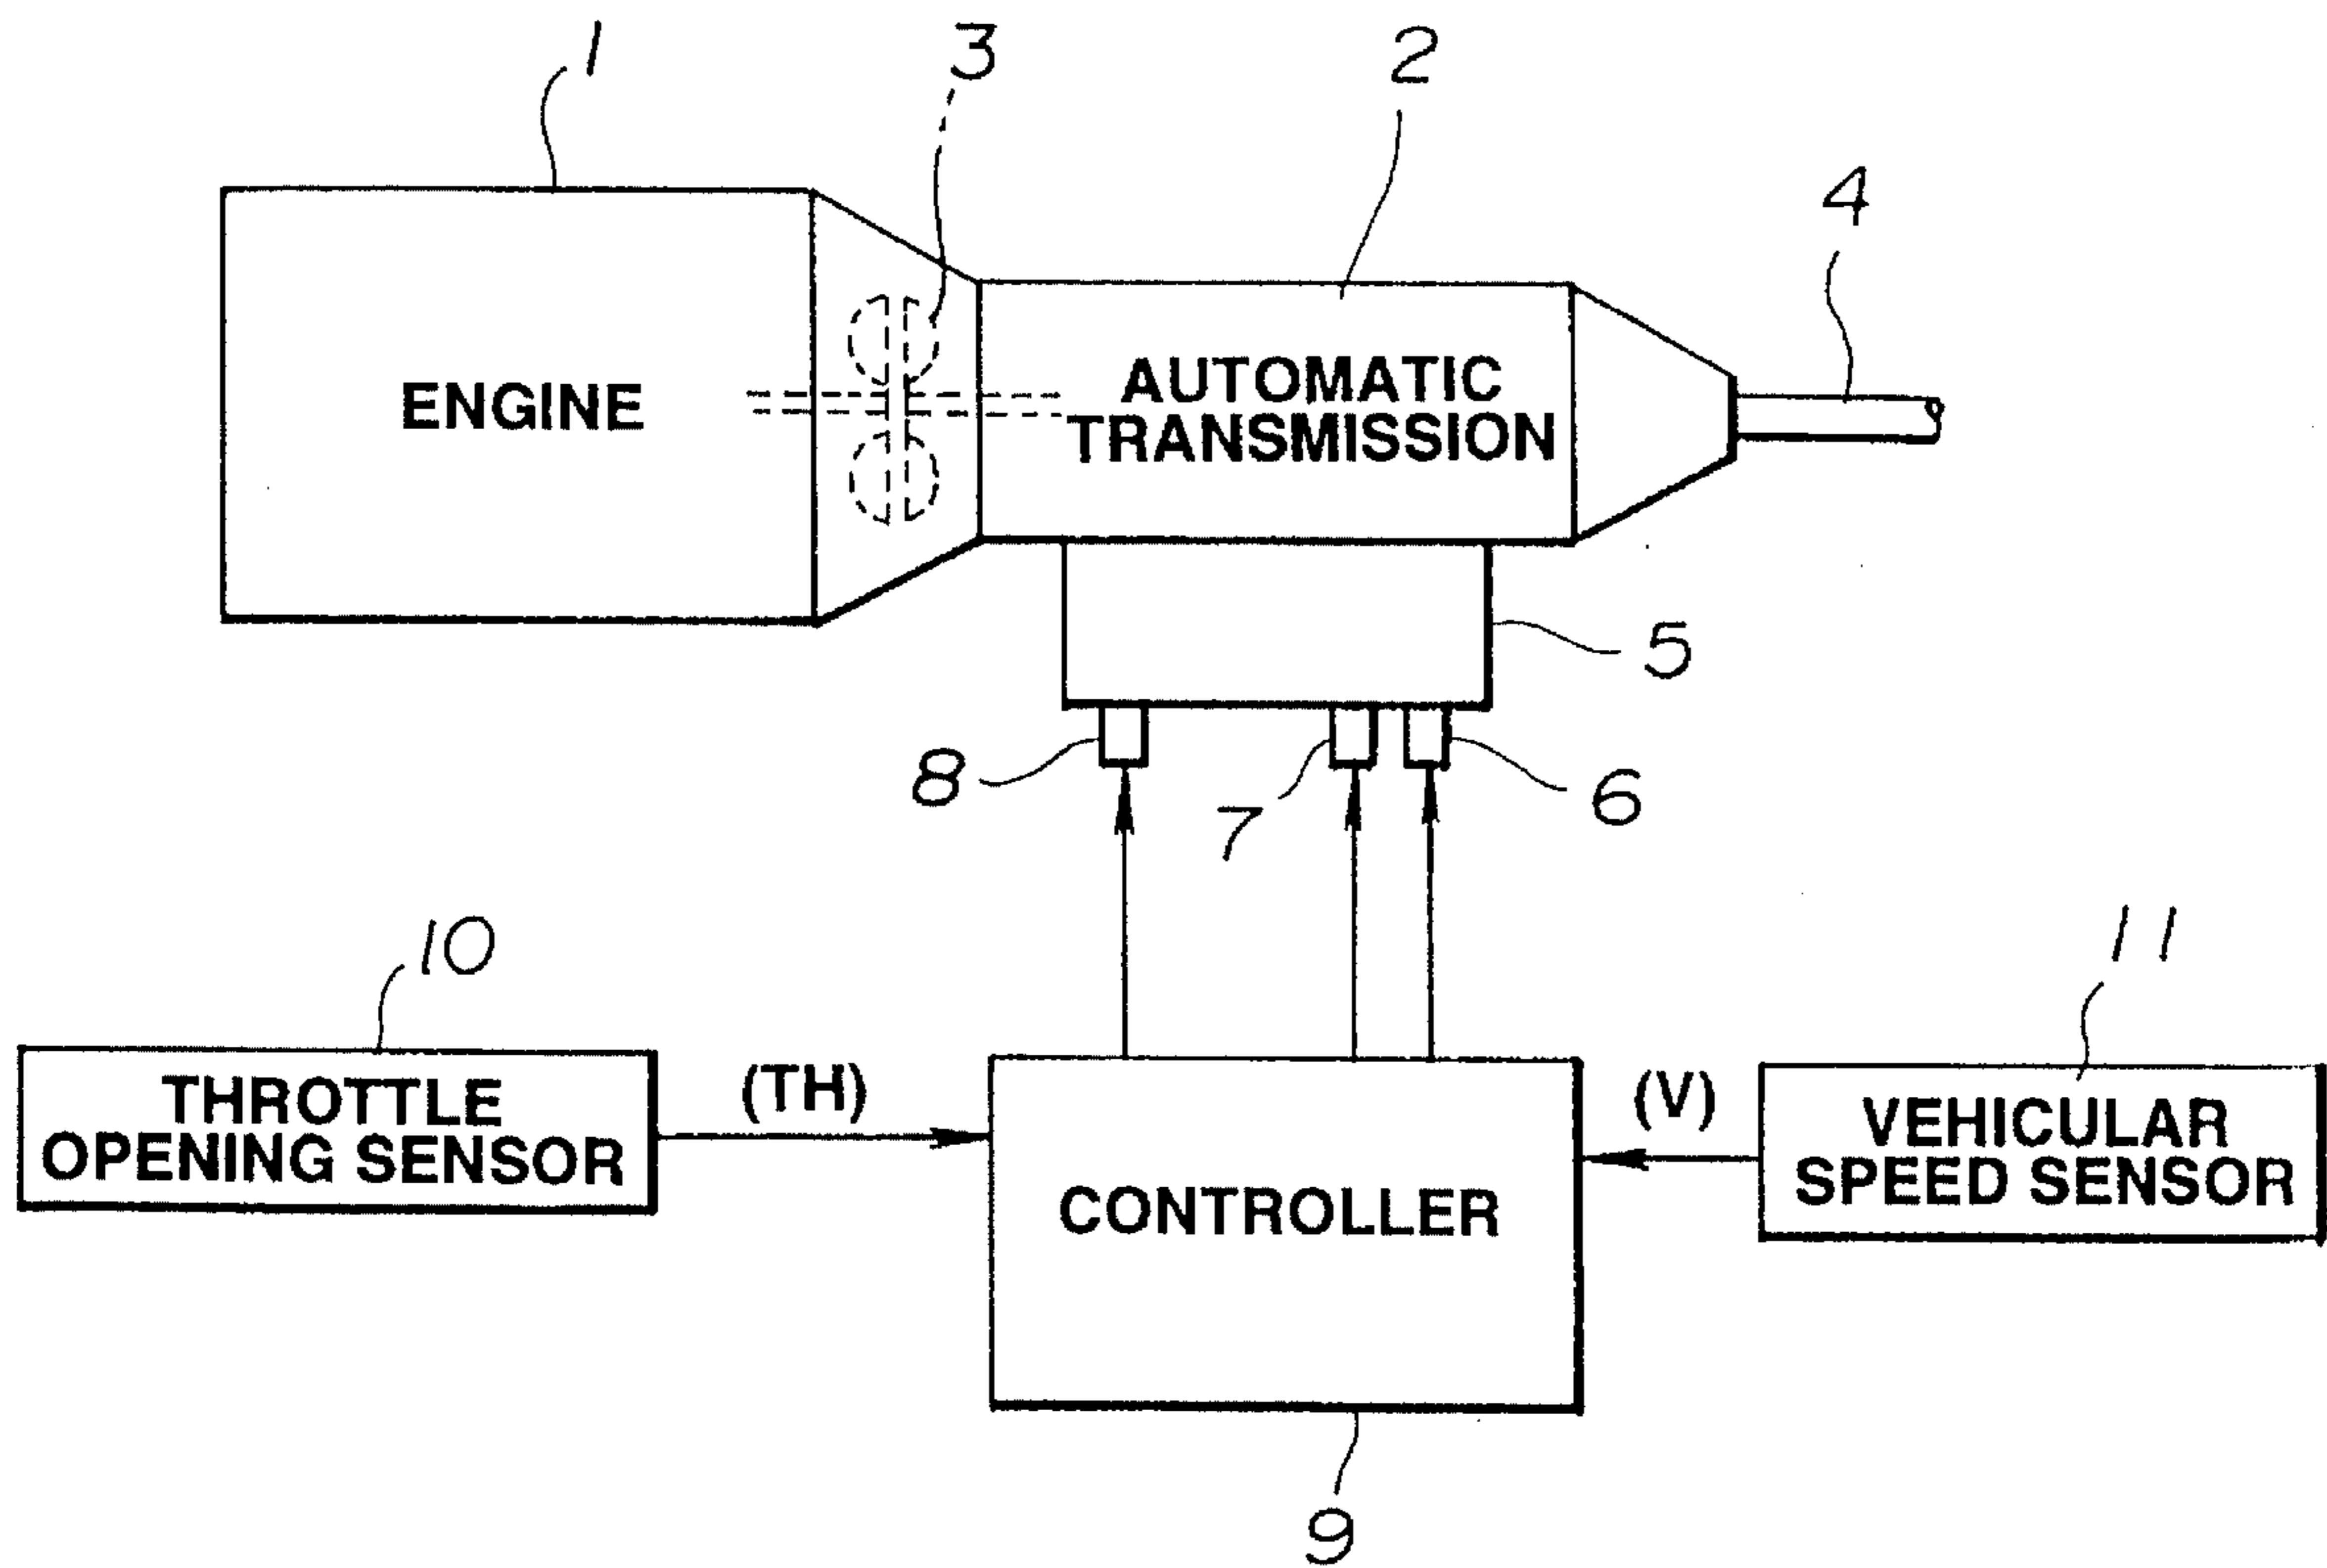 1
3
2
4
ENGINE
AUTOMATIC
TRANSMISSION
5
8
7
6
10
11
THROTTLE
OPENING SENSOR
(TH)
CONTROLLER
(V)
VEHICULAR
SPEED SENSOR
9